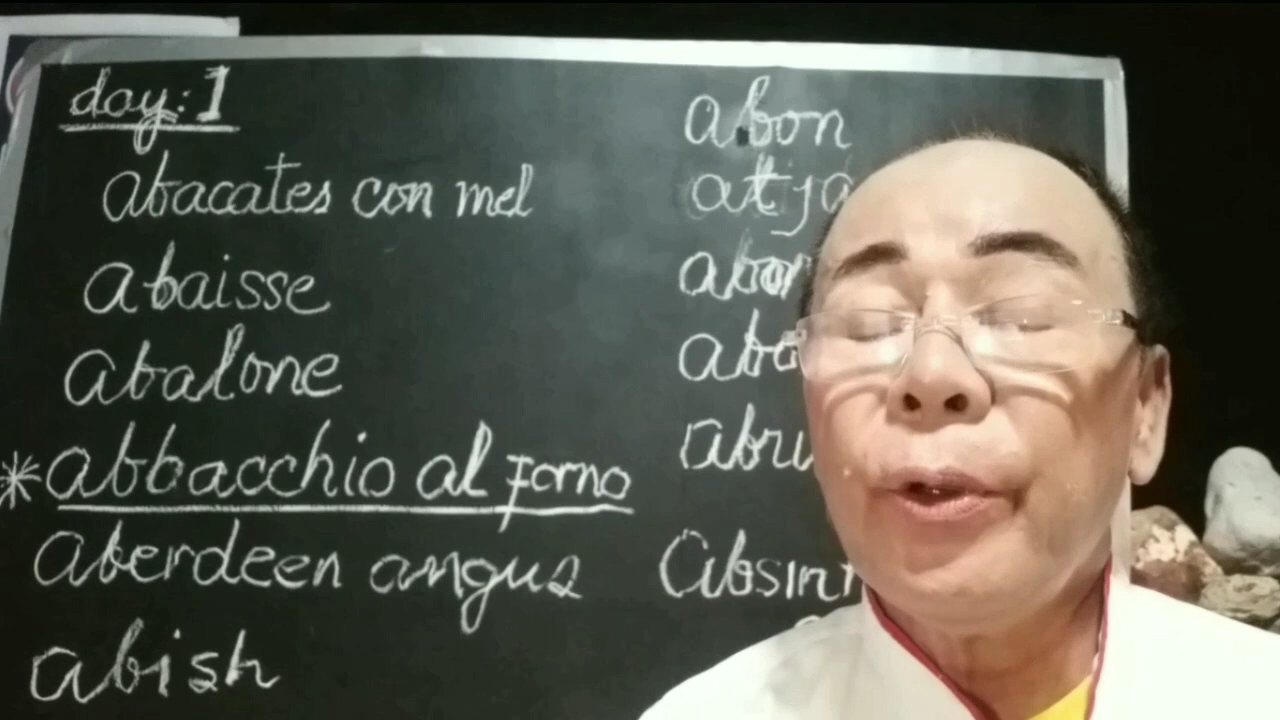 day: 1
abacates con mel
abaisse
abalone
* abbacchio al forno
aberdeen angus
abish
abon